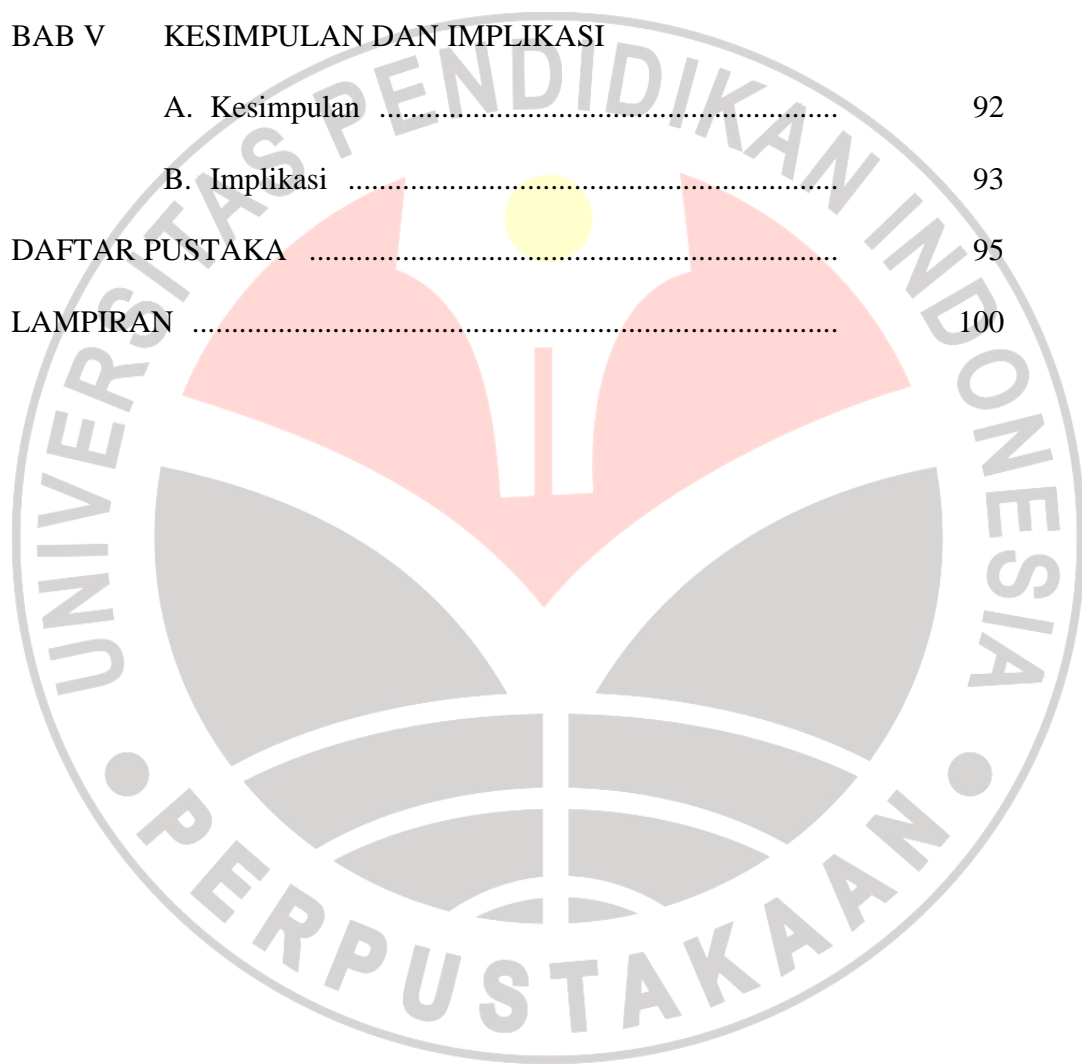 BAB V KESIMPULAN DAN IMPLIKASI
A. Kesimpulan ........................................................... 92
B. Implikasi ............................................................... 93
DAFTAR PUSTAKA .................................................................... 95
LAMPIRAN ................................................................................... 100
UNIVERSITAS PENDIDIKAN INDONESIA
PERPUSTAKAAN